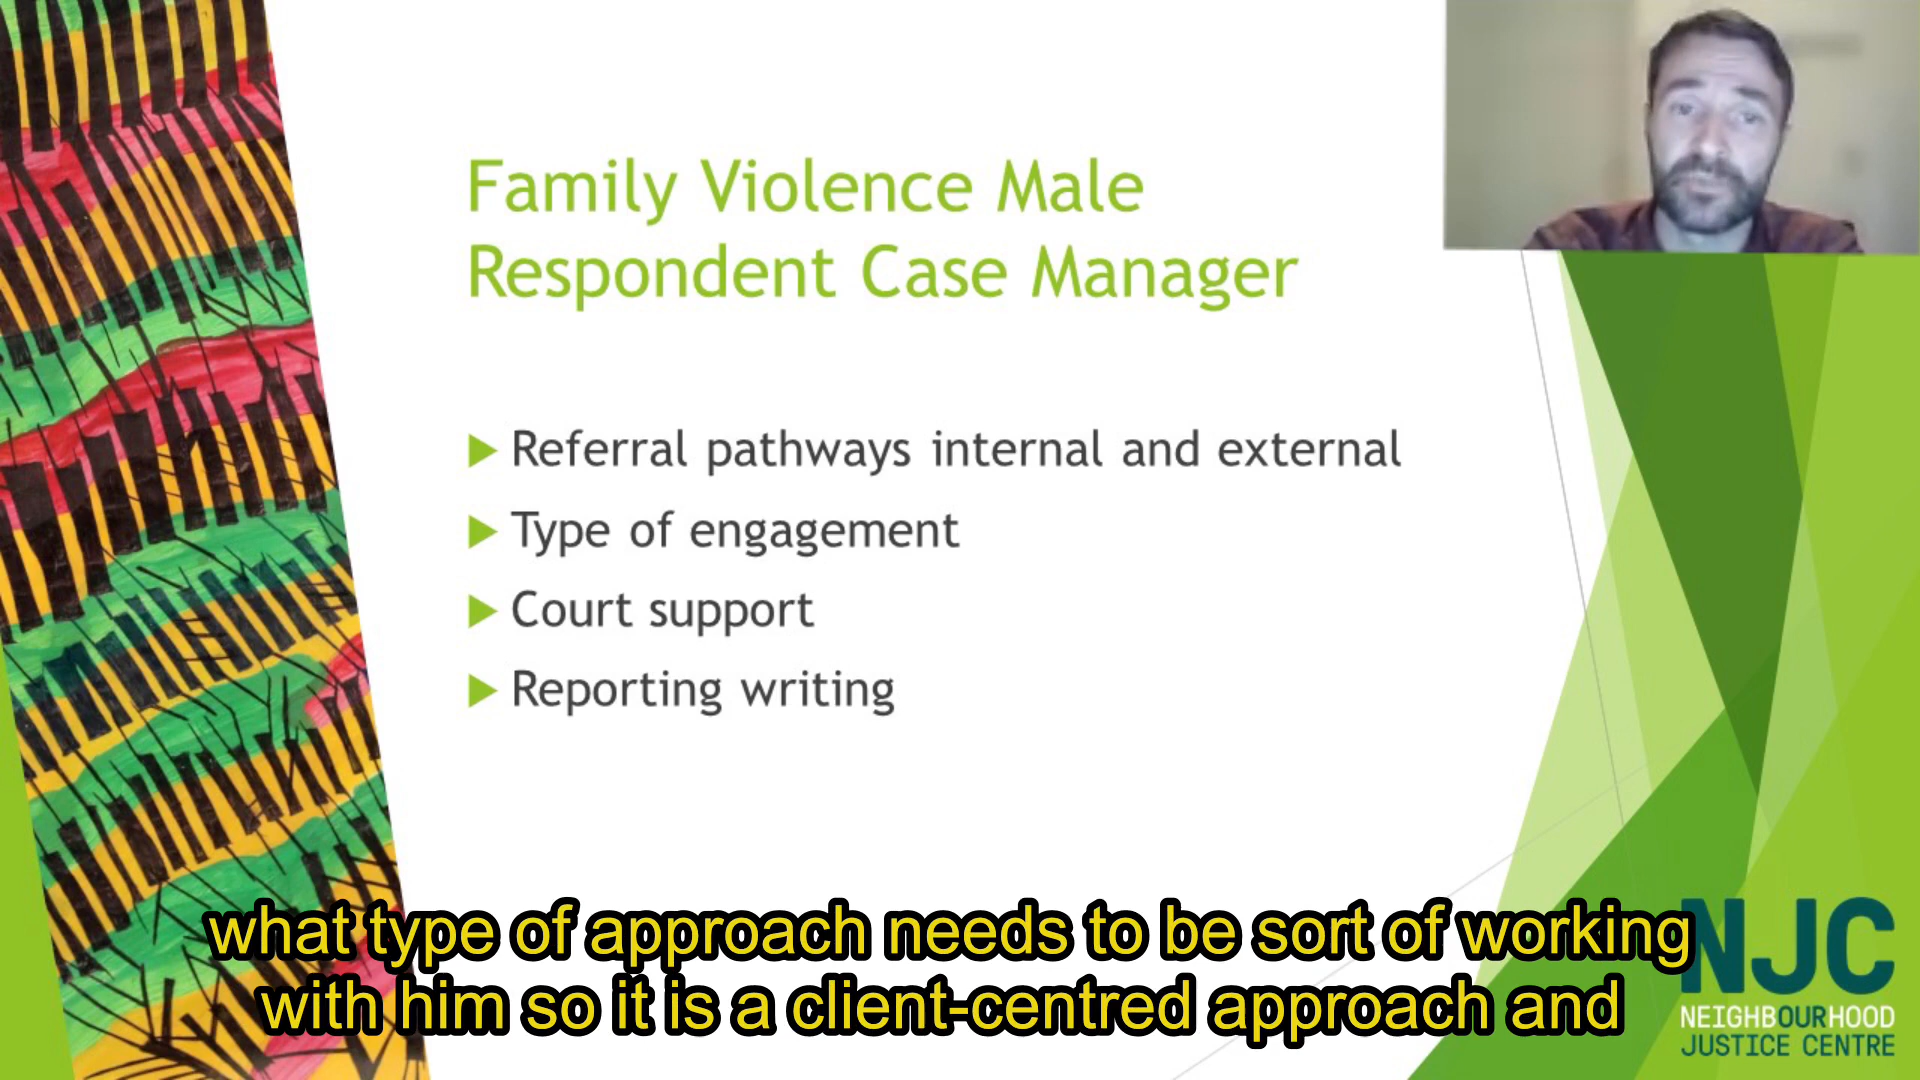 Family Violence Male
Respondent Case Manager
Referral pathways internal and external
Type of engagement
Court support
Reporting writing
what type of approach needs to be sort of working
with him so it is a client-centred approach and
NJC
NEIGHBOURHOOD
JUSTICE CENTRE